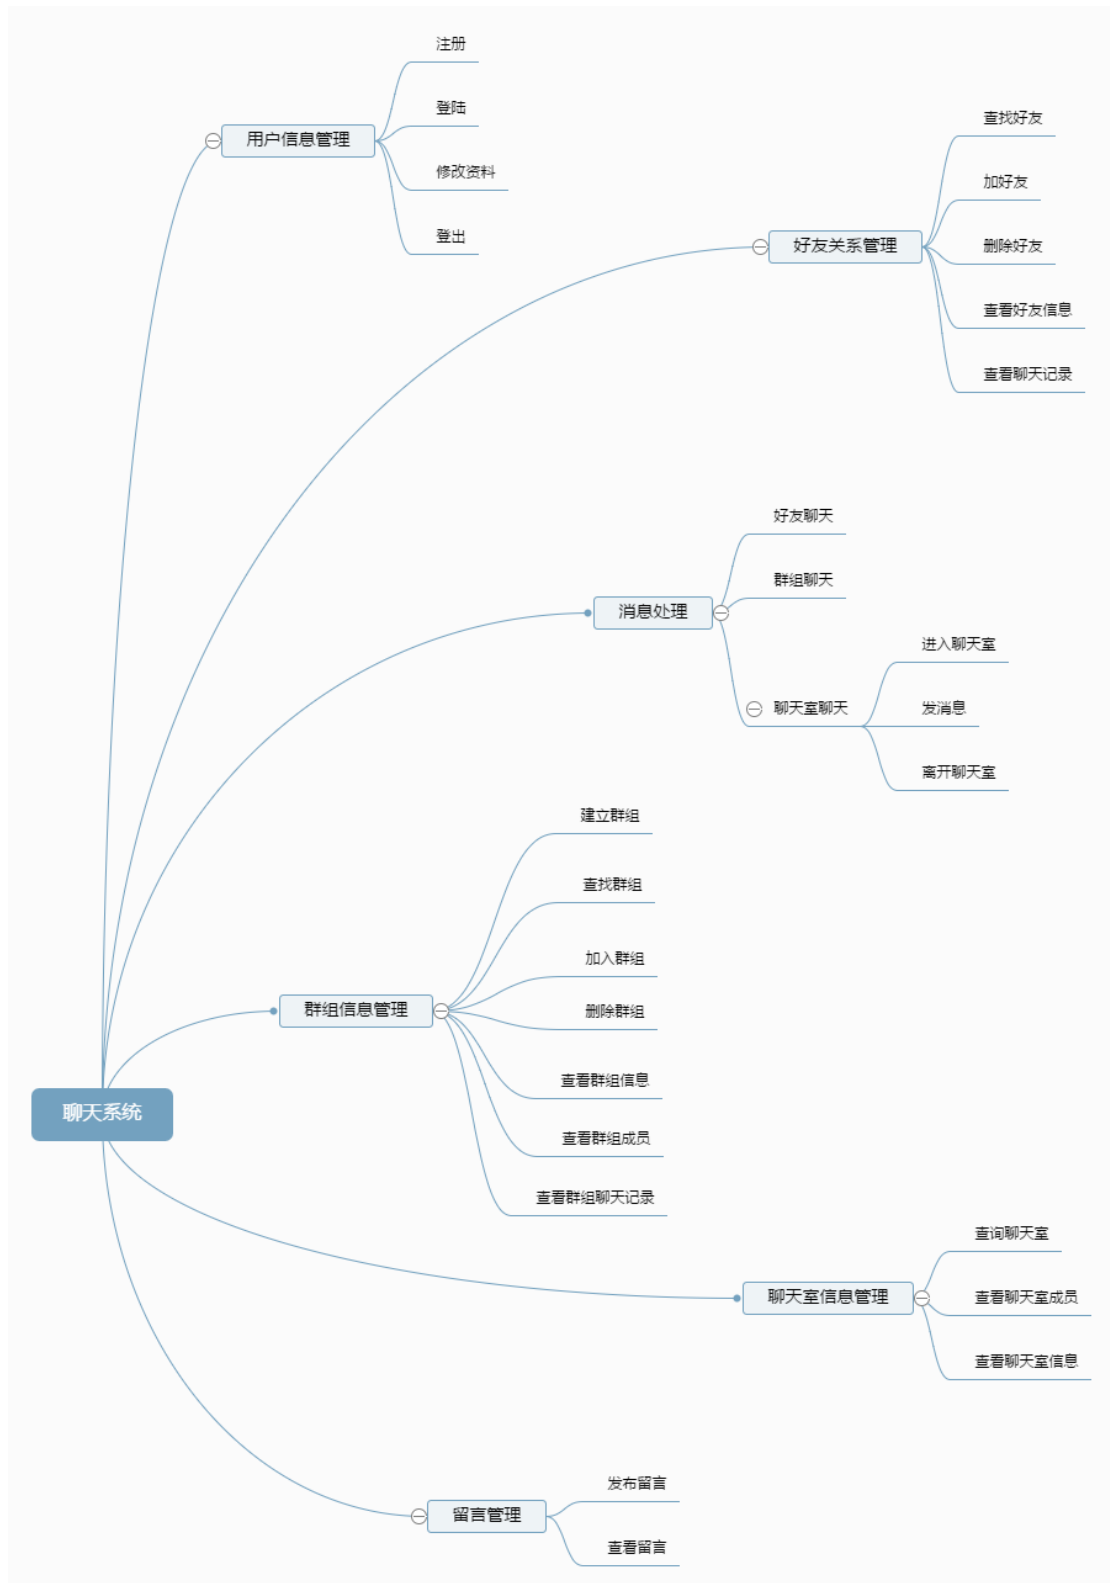 聊天系统
用户信息管理
注册
登陆
修改资料
登出
好友关系管理
查找好友
加好友
删除好友
查看好友信息
查看聊天记录
消息处理
好友聊天
群组聊天
聊天室聊天
进入聊天室
发消息
离开聊天室
群组信息管理
建立群组
查找群组
加入群组
删除群组
查看群组信息
查看群组成员
查看群组聊天记录
聊天室信息管理
查询聊天室
查看聊天室成员
查看聊天室信息
留言管理
发布留言
查看留言